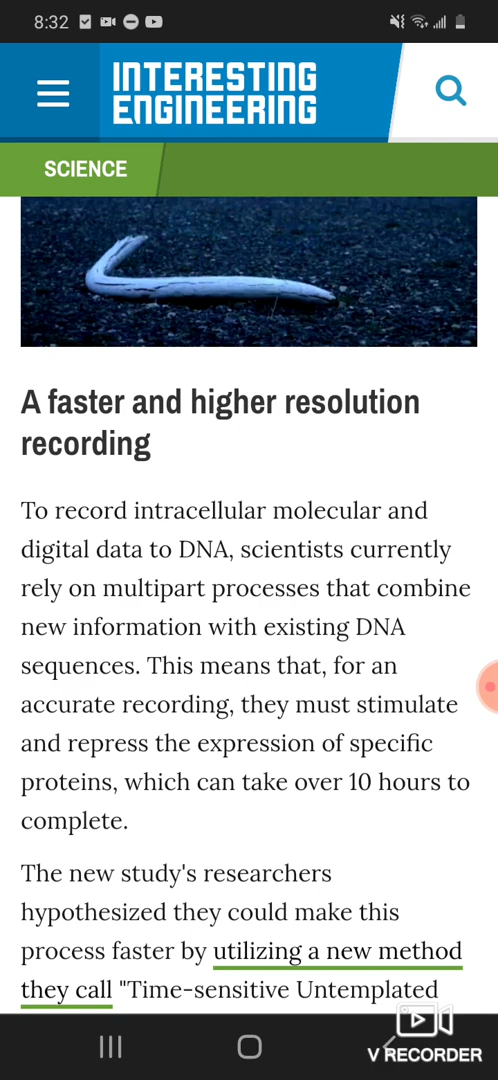 8:32
INTERESTING
ENGINEERING
SCIENCE
A faster and higher resolution
recording
To record intracellular molecular and
digital data to DNA, scientists currently
rely on multipart processes that combine
new information with existing DNA
sequences. This means that, for an
accurate recording, they must stimulate
and repress the expression of specific
proteins, which can take over 10 hours to
complete.
The new study's researchers
hypothesized they could make this
process faster by utilizing a new method
they call "Time-sensitive Untemplated
V RECORDER